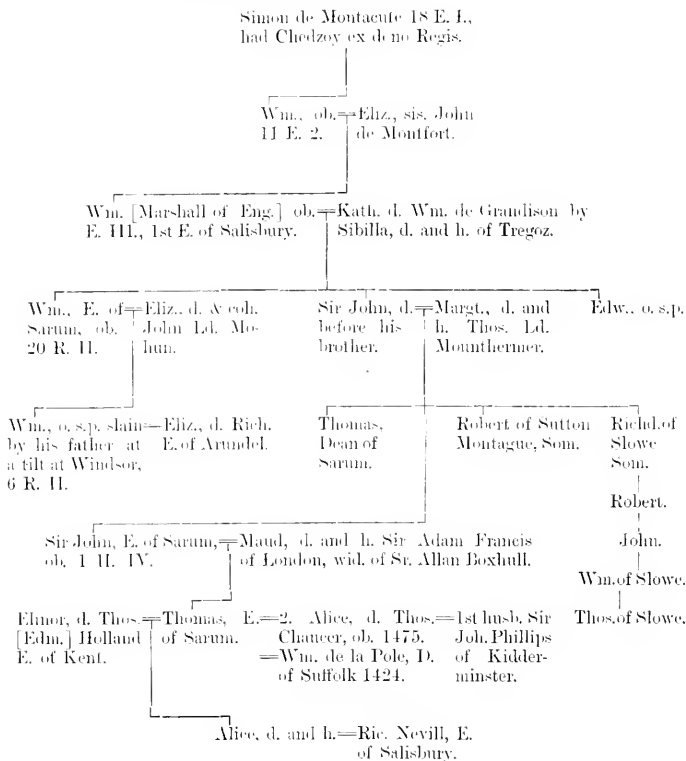 Simon de Montacute 18 E. I.,
had Chedzoy ex dono Regis.
Wm., ob.
11 E. 2.
Eliz., sis. John
de Montfort.
Wm. [Marshall of Eng.] ob.
E. III., 1st E. of Salisbury.
Kath. d. Wm. de Grandison by
Sibilla, d. and h. of Tregoz.
Wm., E. of
Sarum, ob.
20 R. II.
Eliz., d. & coh.
John Ld. Mo-
hun.
Sir John, d.
before his
brother.
Margt., d. and
h. Thos. Ld.
Mounthermer.
Edw., o. s.p.
Wm., o. s.p. slain
by his father at
a tilt at Windsor,
6 R. II.
Eliz., d. Rich.
E. of Arundel.
Thomas,
Dean of
Sarum.
Robert of Sutton
Montague, Som.
Richd. of
Slowe
Som.
Robert.
John.
Wm. of Slowe.
Thos. of Slowe.
Sir John, E. of Sarum,
ob. 1 H. IV.
Maud, d. and h. Sir Adam Francis
of London, wid. of Sr. Allan Boxhull.
Elinor, d. Thos.
[Edm.] Holland
E. of Kent.
Thomas, E.
of Sarum.
2. Alice, d. Thos.
Chaucer, ob. 1475.
Wm. de la Pole, D.
of Suffolk 1424.
1st husb. Sir
Joh. Phillips
of Kidder-
minster.
Alice, d. and h.
Ric. Nevill, E.
of Salisbury.